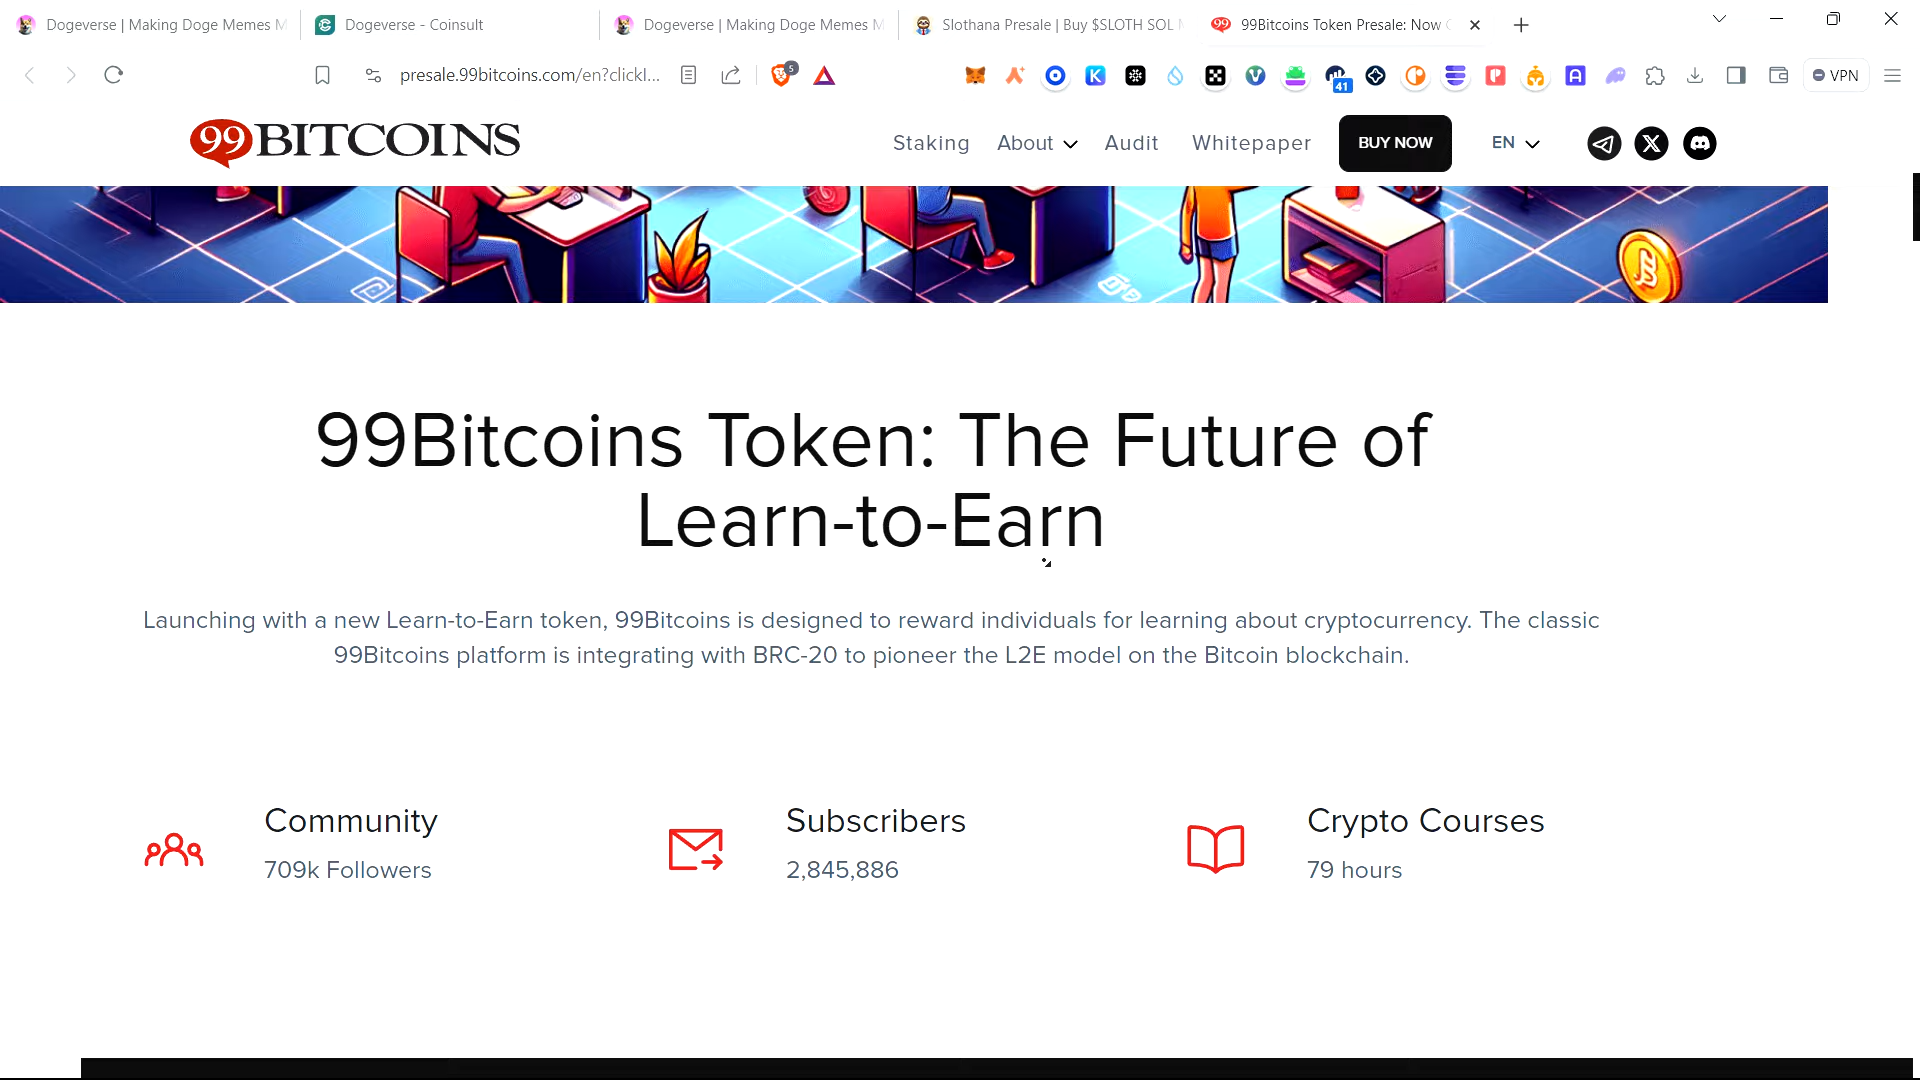 Dogeverse | Making Doge Memes M
Dogeverse - Coinsult
Dogeverse | Making Doge Memes M
Slothana Presale | Buy $SLOTH SOL
99Bitcoins Token Presale: Now
presale.99bitcoins.com/en?clickI...
5
41
VPN
99BITCOINS
Staking
About
Audit
Whitepaper
BUY NOW
EN
99Bitcoins Token: The Future of
Learn-to-Earn
Launching with a new Learn-to-Earn token, 99Bitcoins is designed to reward individuals for learning about cryptocurrency. The classic
99Bitcoins platform is integrating with BRC-20 to pioneer the L2E model on the Bitcoin blockchain.
Community
709k Followers
Subscribers
2,845,886
Crypto Courses
79 hours